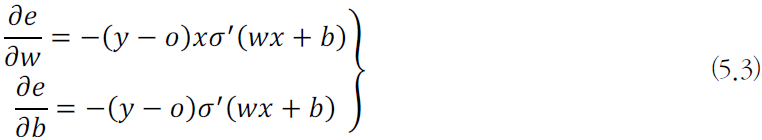 ∂e/∂w = −(y − o)xσ′(wx + b)
∂e/∂b = −(y − o)σ′(wx + b)
(5.3)